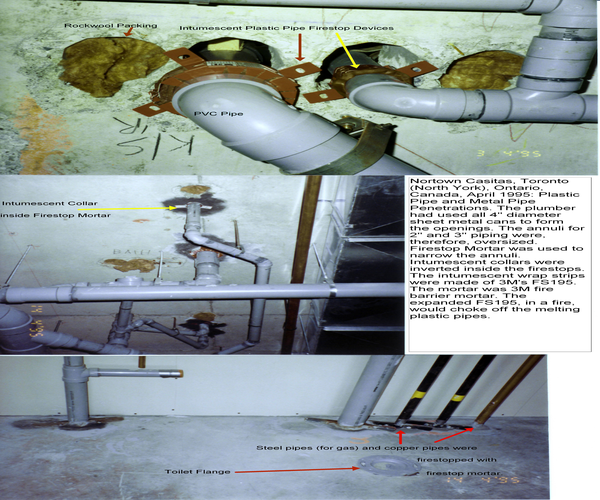 Rockwool Packing
Intumescent Plastic Pipe Firestop Devices
PVC Pipe
K/S
3 4 '95
Intumescent Collar
inside Firestop Mortar
Nortown Casitas, Toronto
(North York), Ontario,
Canada, April 1995: Plastic
Pipe and Metal Pipe
Penetrations. The plumber
had used all 4" diameter
sheet metal cans to form
the openings. The annuli for
2" and 3" piping were,
therefore, oversized.
Firestop Mortar was used to
narrow the annuli.
Intumescent collars were
inverted inside the firestops.
The intumescent wrap strips
were made of 3M's FS195.
The mortar was 3M fire
barrier mortar. The
expanded FS195, in a fire,
would choke off the melting
plastic pipes.
Steel pipes (for gas) and copper pipes were
firestopped with
Toilet Flange
firestop mortar
4 '95